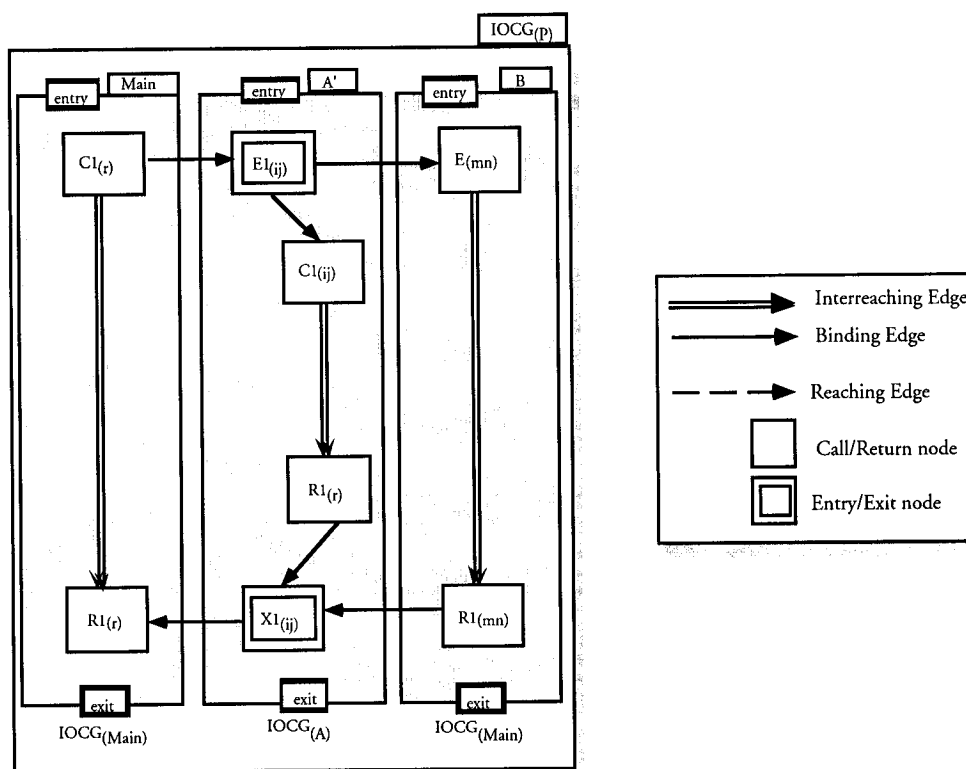 IOCG(P)
Main
A'
B
entry
entry
entry
C1(r)
E1(ij)
E(mn)
C1(ij)
R1(r)
R1(r)
X1(ij)
R1(mn)
exit
exit
exit
IOCG(Main)
IOCG(A)
IOCG(Main)
Interreaching Edge
Binding Edge
Reaching Edge
Call/Return node
Entry/Exit node